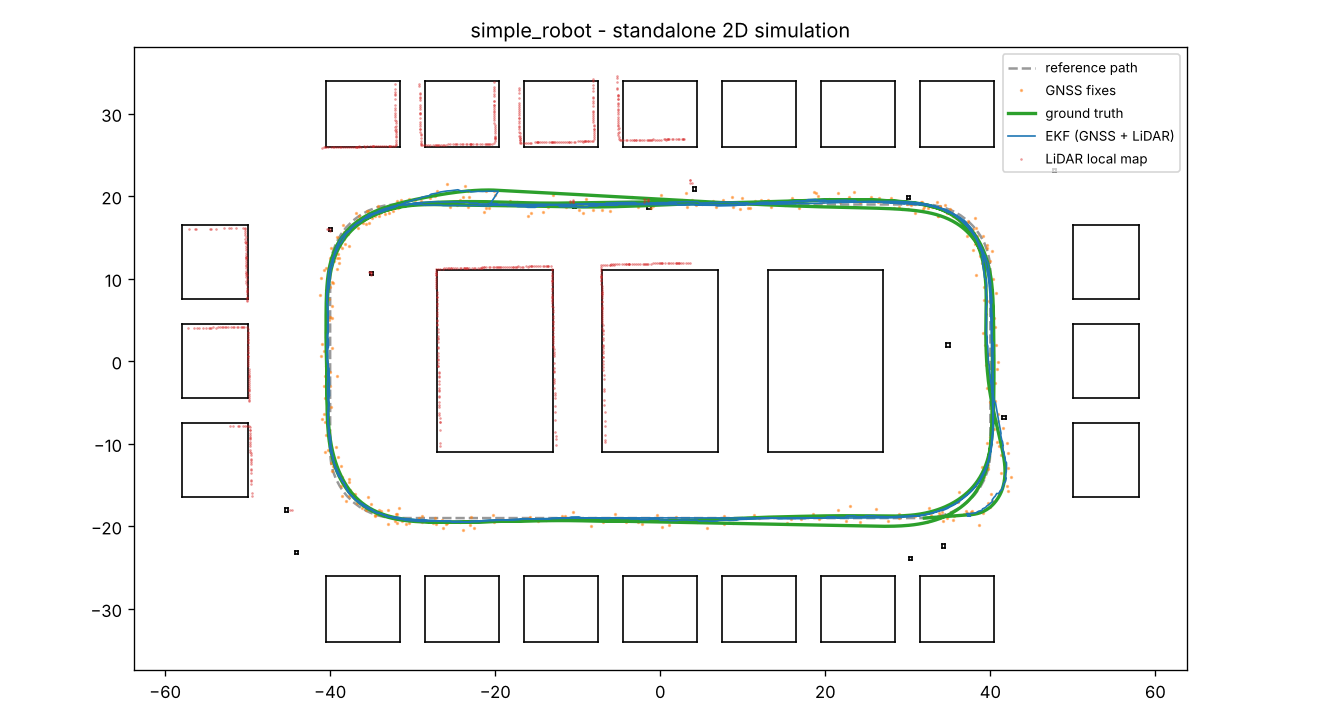 simple_robot - standalone 2D simulation
reference path
GNSS fixes
ground truth
EKF (GNSS + LiDAR)
LiDAR local map
30
20
10
0
−10
−20
−30
−60 −40 −20 0 20 40 60